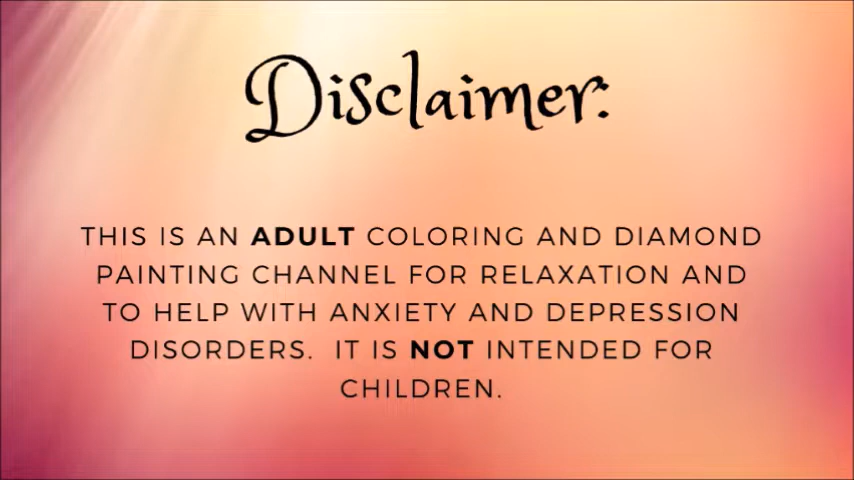 Disclaimer:
THIS IS AN ADULT COLORING AND DIAMOND
PAINTING CHANNEL FOR RELAXATION AND
TO HELP WITH ANXIETY AND DEPRESSION
DISORDERS.  IT IS NOT INTENDED FOR
CHILDREN.